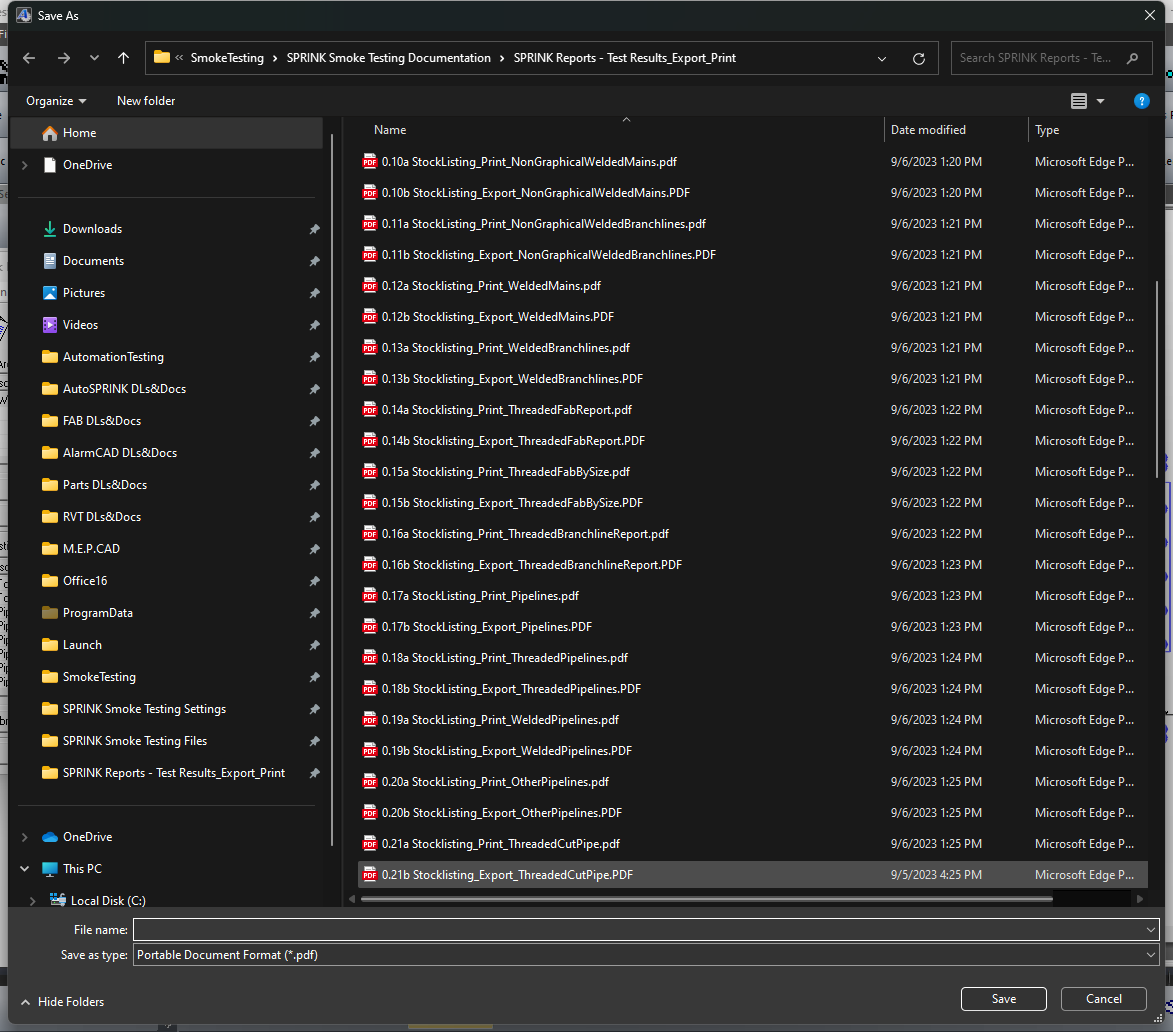 Save As
« SmokeTesting > SPRINK Smoke Testing Documentation > SPRINK Reports - Test Results_Export_Print
Search SPRINK Reports - Te...
Organize
New folder
?
Home
OneDrive
Downloads
Documents
Pictures
Videos
AutomationTesting
AutoSPRINK DLs&Docs
FAB DLs&Docs
AlarmCAD DLs&Docs
Parts DLs&Docs
RVT DLs&Docs
M.E.P.CAD
Office16
ProgramData
Launch
SmokeTesting
SPRINK Smoke Testing Settings
SPRINK Smoke Testing Files
SPRINK Reports - Test Results_Export_Print
OneDrive
This PC
Local Disk (C:)
Name Date modified Type
0.10a StockListing_Print_NonGraphicalWeldedMains.pdf 9/6/2023 1:20 PM Microsoft Edge P...
0.10b StockListing_Export_NonGraphicalWeldedMains.PDF 9/6/2023 1:20 PM Microsoft Edge P...
0.11a StockListing_Print_NonGraphicalWeldedBranchlines.pdf 9/6/2023 1:21 PM Microsoft Edge P...
0.11b StockListing_Export_NonGraphicalWeldedBranchlines.PDF 9/6/2023 1:21 PM Microsoft Edge P...
0.12a Stocklisting_Print_WeldedMains.pdf 9/6/2023 1:21 PM Microsoft Edge P...
0.12b Stocklisting_Export_WeldedMains.PDF 9/6/2023 1:21 PM Microsoft Edge P...
0.13a Stocklisting_Print_WeldedBranchlines.pdf 9/6/2023 1:21 PM Microsoft Edge P...
0.13b Stocklisting_Export_WeldedBranchlines.PDF 9/6/2023 1:21 PM Microsoft Edge P...
0.14a Stocklisting_Print_ThreadedFabReport.pdf 9/6/2023 1:22 PM Microsoft Edge P...
0.14b Stocklisting_Export_ThreadedFabReport.PDF 9/6/2023 1:22 PM Microsoft Edge P...
0.15a Stocklisting_Print_ThreadedFabBySize.pdf 9/6/2023 1:22 PM Microsoft Edge P...
0.15b Stocklisting_Export_ThreadedFabBySize.PDF 9/6/2023 1:22 PM Microsoft Edge P...
0.16a Stocklisting_Print_ThreadedBranchlineReport.pdf 9/6/2023 1:22 PM Microsoft Edge P...
0.16b Stocklisting_Export_ThreadedBranchlineReport.PDF 9/6/2023 1:23 PM Microsoft Edge P...
0.17a StockListing_Print_Pipelines.pdf 9/6/2023 1:23 PM Microsoft Edge P...
0.17b StockListing_Export_Pipelines.PDF 9/6/2023 1:23 PM Microsoft Edge P...
0.18a StockListing_Print_ThreadedPipelines.pdf 9/6/2023 1:24 PM Microsoft Edge P...
0.18b StockListing_Export_ThreadedPipelines.PDF 9/6/2023 1:24 PM Microsoft Edge P...
0.19a StockListing_Print_WeldedPipelines.pdf 9/6/2023 1:24 PM Microsoft Edge P...
0.19b StockListing_Export_WeldedPipelines.PDF 9/6/2023 1:24 PM Microsoft Edge P...
0.20a StockListing_Print_OtherPipelines.pdf 9/6/2023 1:25 PM Microsoft Edge P...
0.20b StockListing_Export_OtherPipelines.PDF 9/6/2023 1:25 PM Microsoft Edge P...
0.21a Stocklisting_Print_ThreadedCutPipe.pdf 9/6/2023 1:25 PM Microsoft Edge P...
0.21b Stocklisting_Export_ThreadedCutPipe.PDF 9/5/2023 4:25 PM Microsoft Edge P...
File name:
Save as type: Portable Document Format (*.pdf)
Hide Folders
Save
Cancel